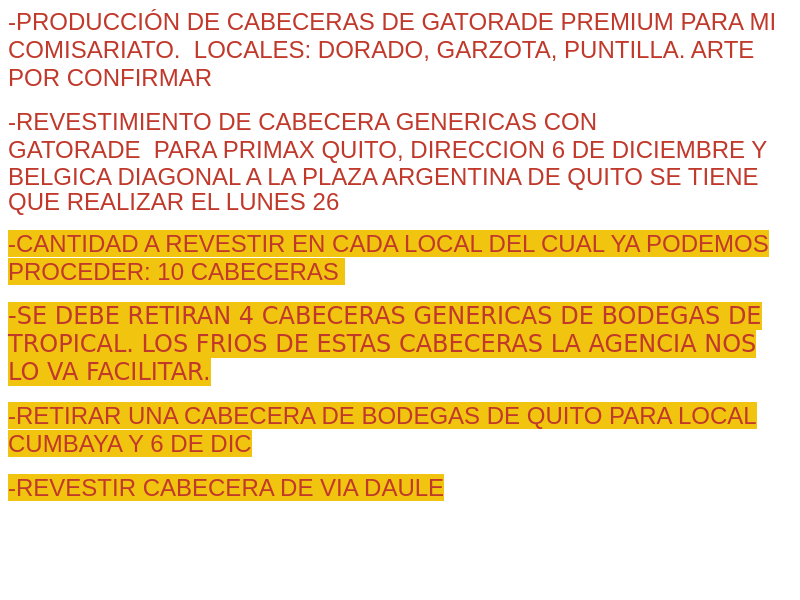 -PRODUCCIÓN DE CABECERAS DE GATORADE PREMIUM PARA MI
COMISARIATO.  LOCALES: DORADO, GARZOTA, PUNTILLA. ARTE
POR CONFIRMAR
-REVESTIMIENTO DE CABECERA GENERICAS CON
GATORADE  PARA PRIMAX QUITO, DIRECCION 6 DE DICIEMBRE Y
BELGICA DIAGONAL A LA PLAZA ARGENTINA DE QUITO SE TIENE
QUE REALIZAR EL LUNES 26
-CANTIDAD A REVESTIR EN CADA LOCAL DEL CUAL YA PODEMOS
PROCEDER: 10 CABECERAS
-SE DEBE RETIRAN 4 CABECERAS GENERICAS DE BODEGAS DE
TROPICAL. LOS FRIOS DE ESTAS CABECERAS LA AGENCIA NOS
LO VA FACILITAR.
-RETIRAR UNA CABECERA DE BODEGAS DE QUITO PARA LOCAL
CUMBAYA Y 6 DE DIC
-REVESTIR CABECERA DE VIA DAULE